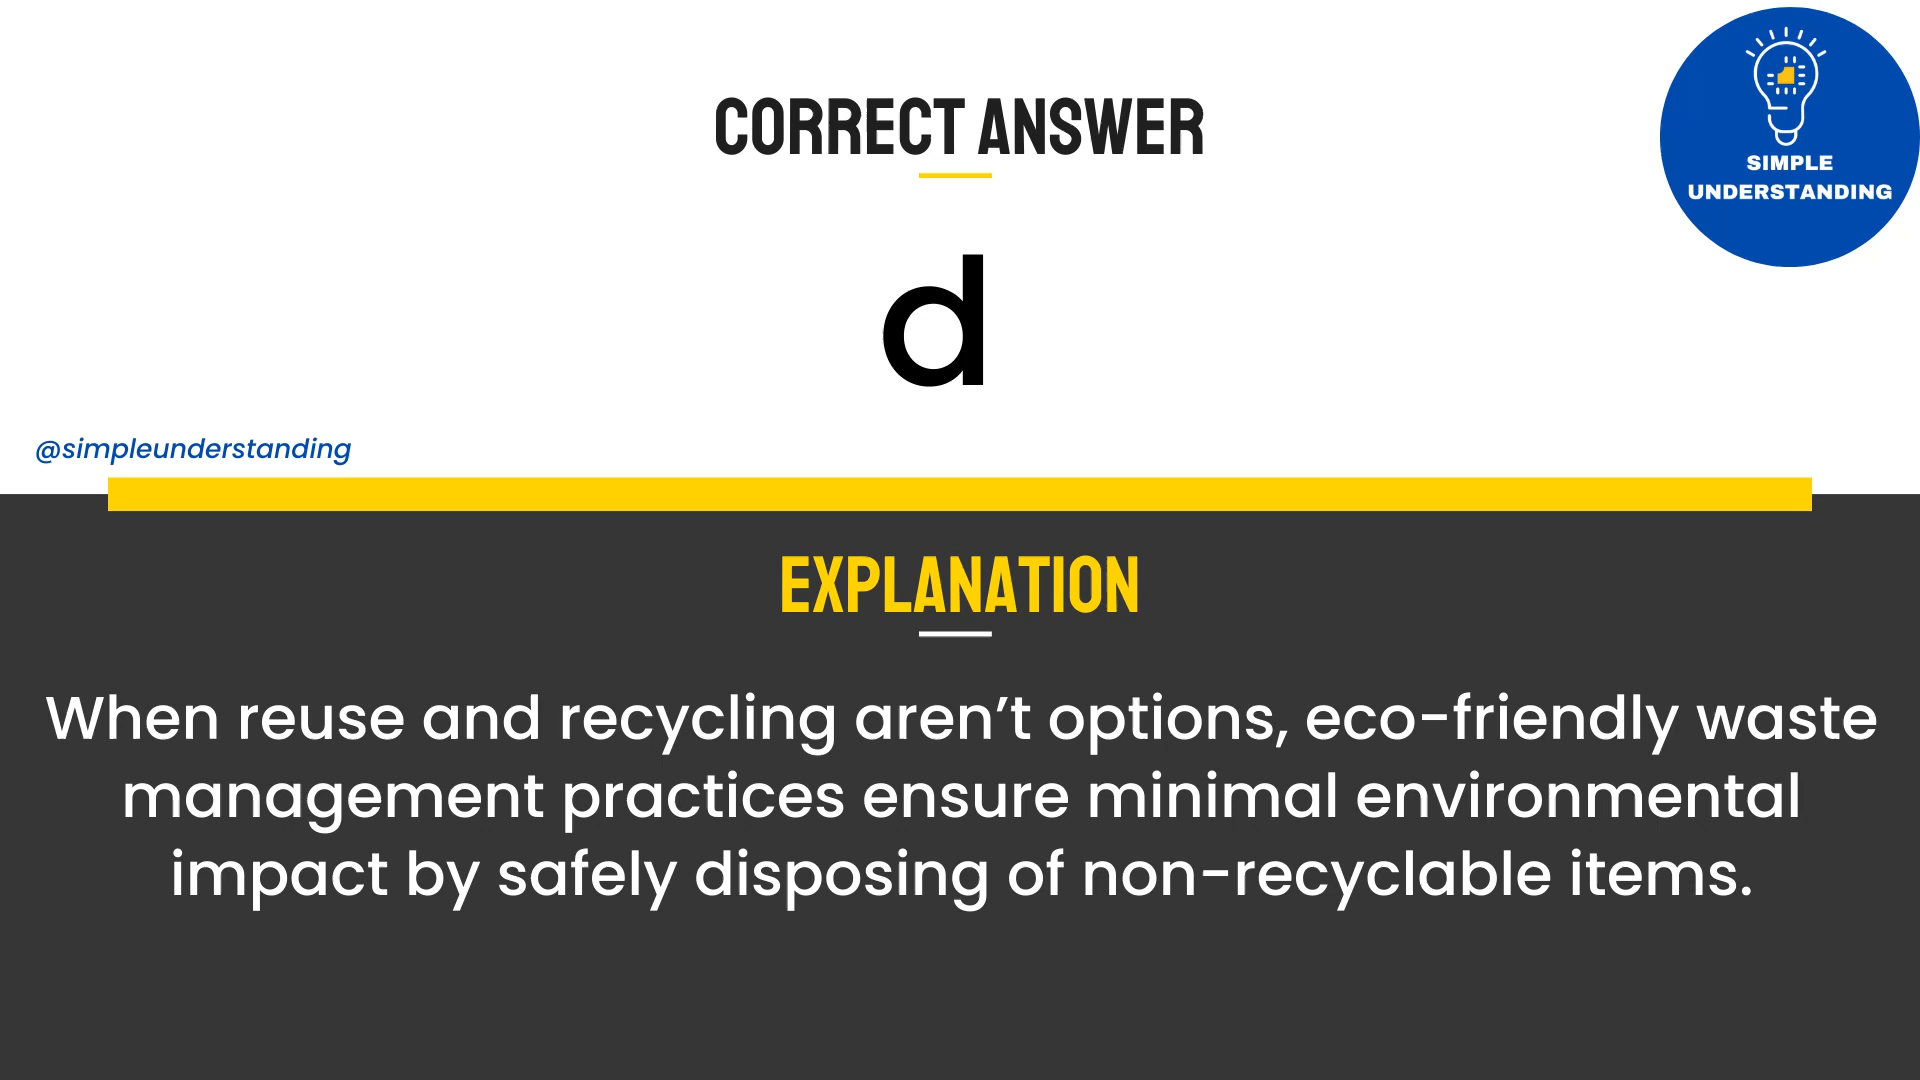 CORRECT ANSWER
SIMPLE
UNDERSTANDING
d
@simpleunderstanding
EXPLANATION
When reuse and recycling aren’t options, eco-friendly waste
management practices ensure minimal environmental
impact by safely disposing of non-recyclable items.